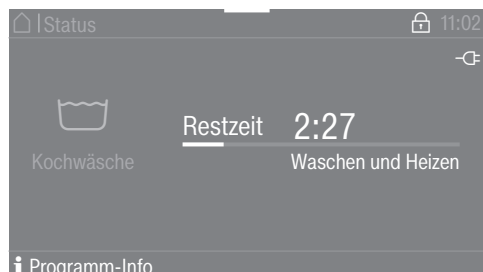 Status 11:02
Restzeit 2:27
Kochwäsche Waschen und Heizen
i Programm-Info